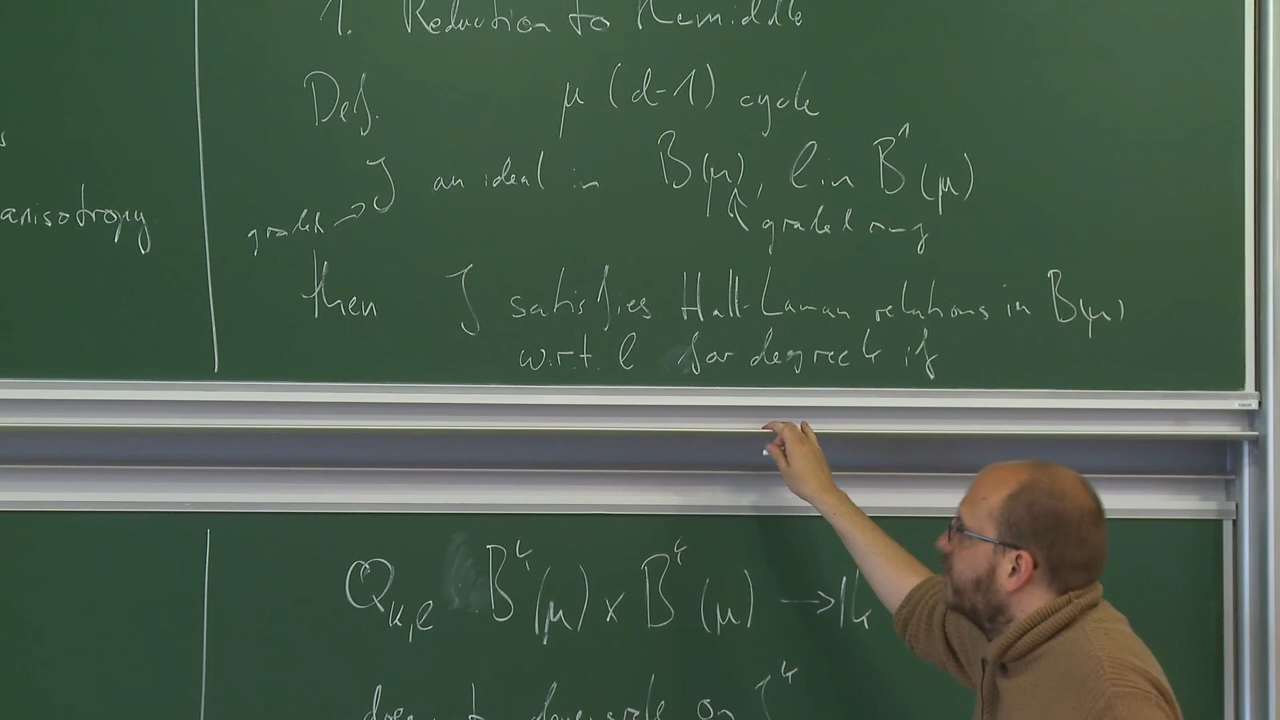 s
anisotropy
1. Reduction to the middle
Def. μ (d-1) cycle
J an ideal in B(μ), l in B¹(μ)
graded → ↖ graded ring
then J satisfies Hall-Laman relations in B(μ)
w.r.t. l for degree k if
Q_{k,l} B^k(μ) × B^k(μ) → 𝕜
J^k